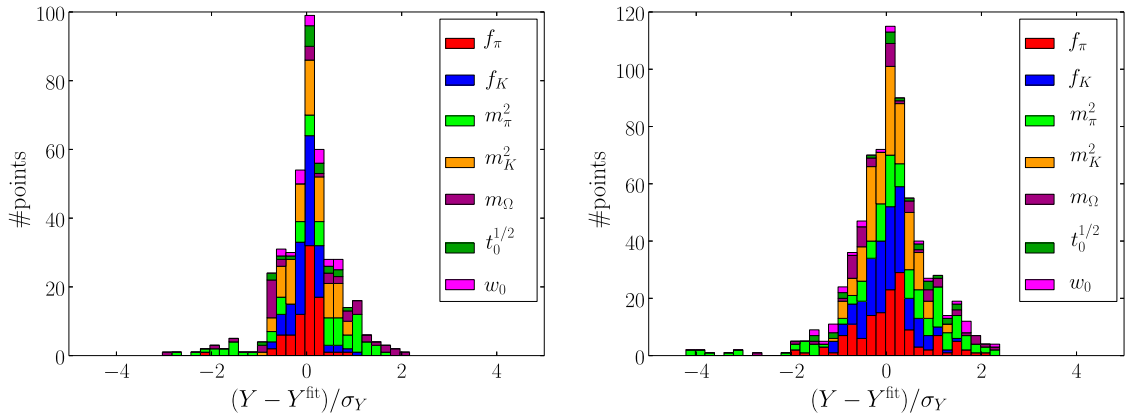 100
80
60
40
20
0
#points
−4
−2
0
2
4
(Y − Y^fit)/σ_Y
f_π
f_K
m_π^2
m_K^2
m_Ω
t_0^{1/2}
w_0
120
100
80
60
40
20
0
#points
−4
−2
0
2
4
(Y − Y^fit)/σ_Y
f_π
f_K
m_π^2
m_K^2
m_Ω
t_0^{1/2}
w_0